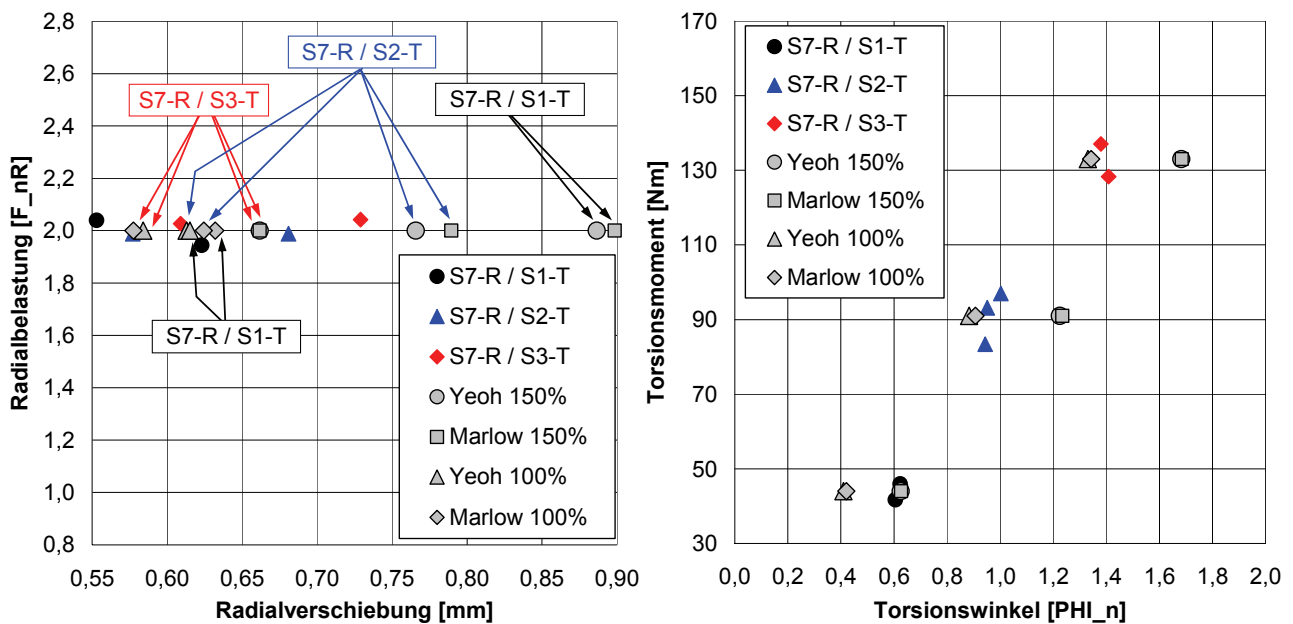 2,8
2,6
2,4
2,2
2,0
1,8
1,6
1,4
1,2
1,0
0,8
Radialbelastung [F_nR]
S7-R / S2-T
S7-R / S3-T
S7-R / S1-T
S7-R / S1-T
S7-R / S1-T
S7-R / S2-T
S7-R / S3-T
Yeoh 150%
Marlow 150%
Yeoh 100%
Marlow 100%
0,55 0,60 0,65 0,70 0,75 0,80 0,85 0,90
Radialverschiebung [mm]
170
150
130
110
90
70
50
30
Torsionsmoment [Nm]
S7-R / S1-T
S7-R / S2-T
S7-R / S3-T
Yeoh 150%
Marlow 150%
Yeoh 100%
Marlow 100%
0,0 0,2 0,4 0,6 0,8 1,0 1,2 1,4 1,6 1,8 2,0
Torsionswinkel [PHI_n]